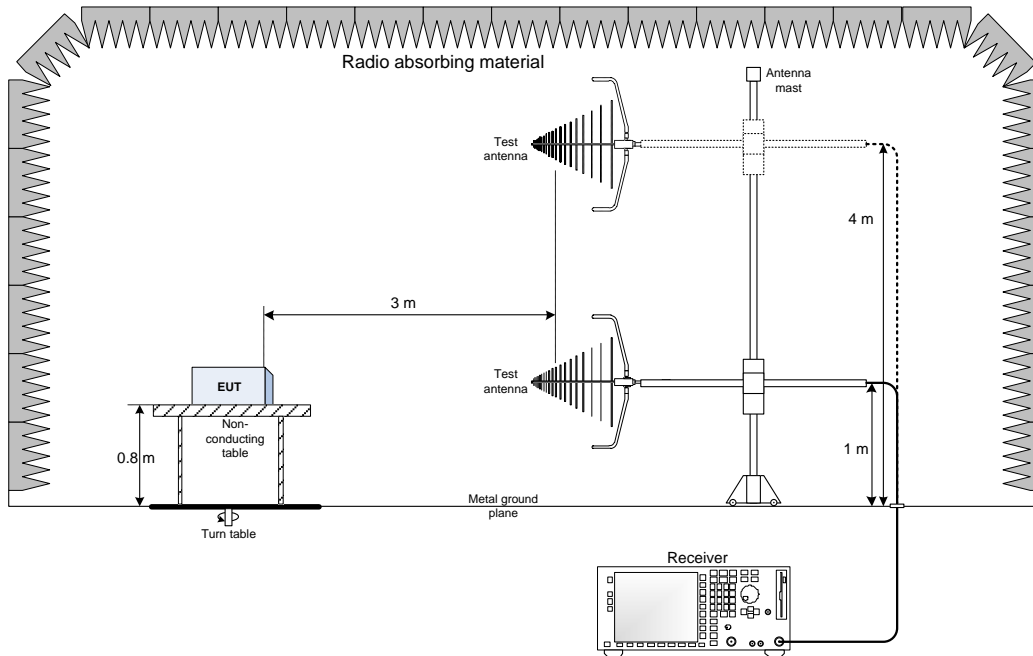 Radio absorbing material
Antenna
mast
Test
antenna
4 m
3 m
Test
antenna
EUT
Non-
conducting
table
0.8 m
1 m
Metal ground
plane
Turn table
Receiver